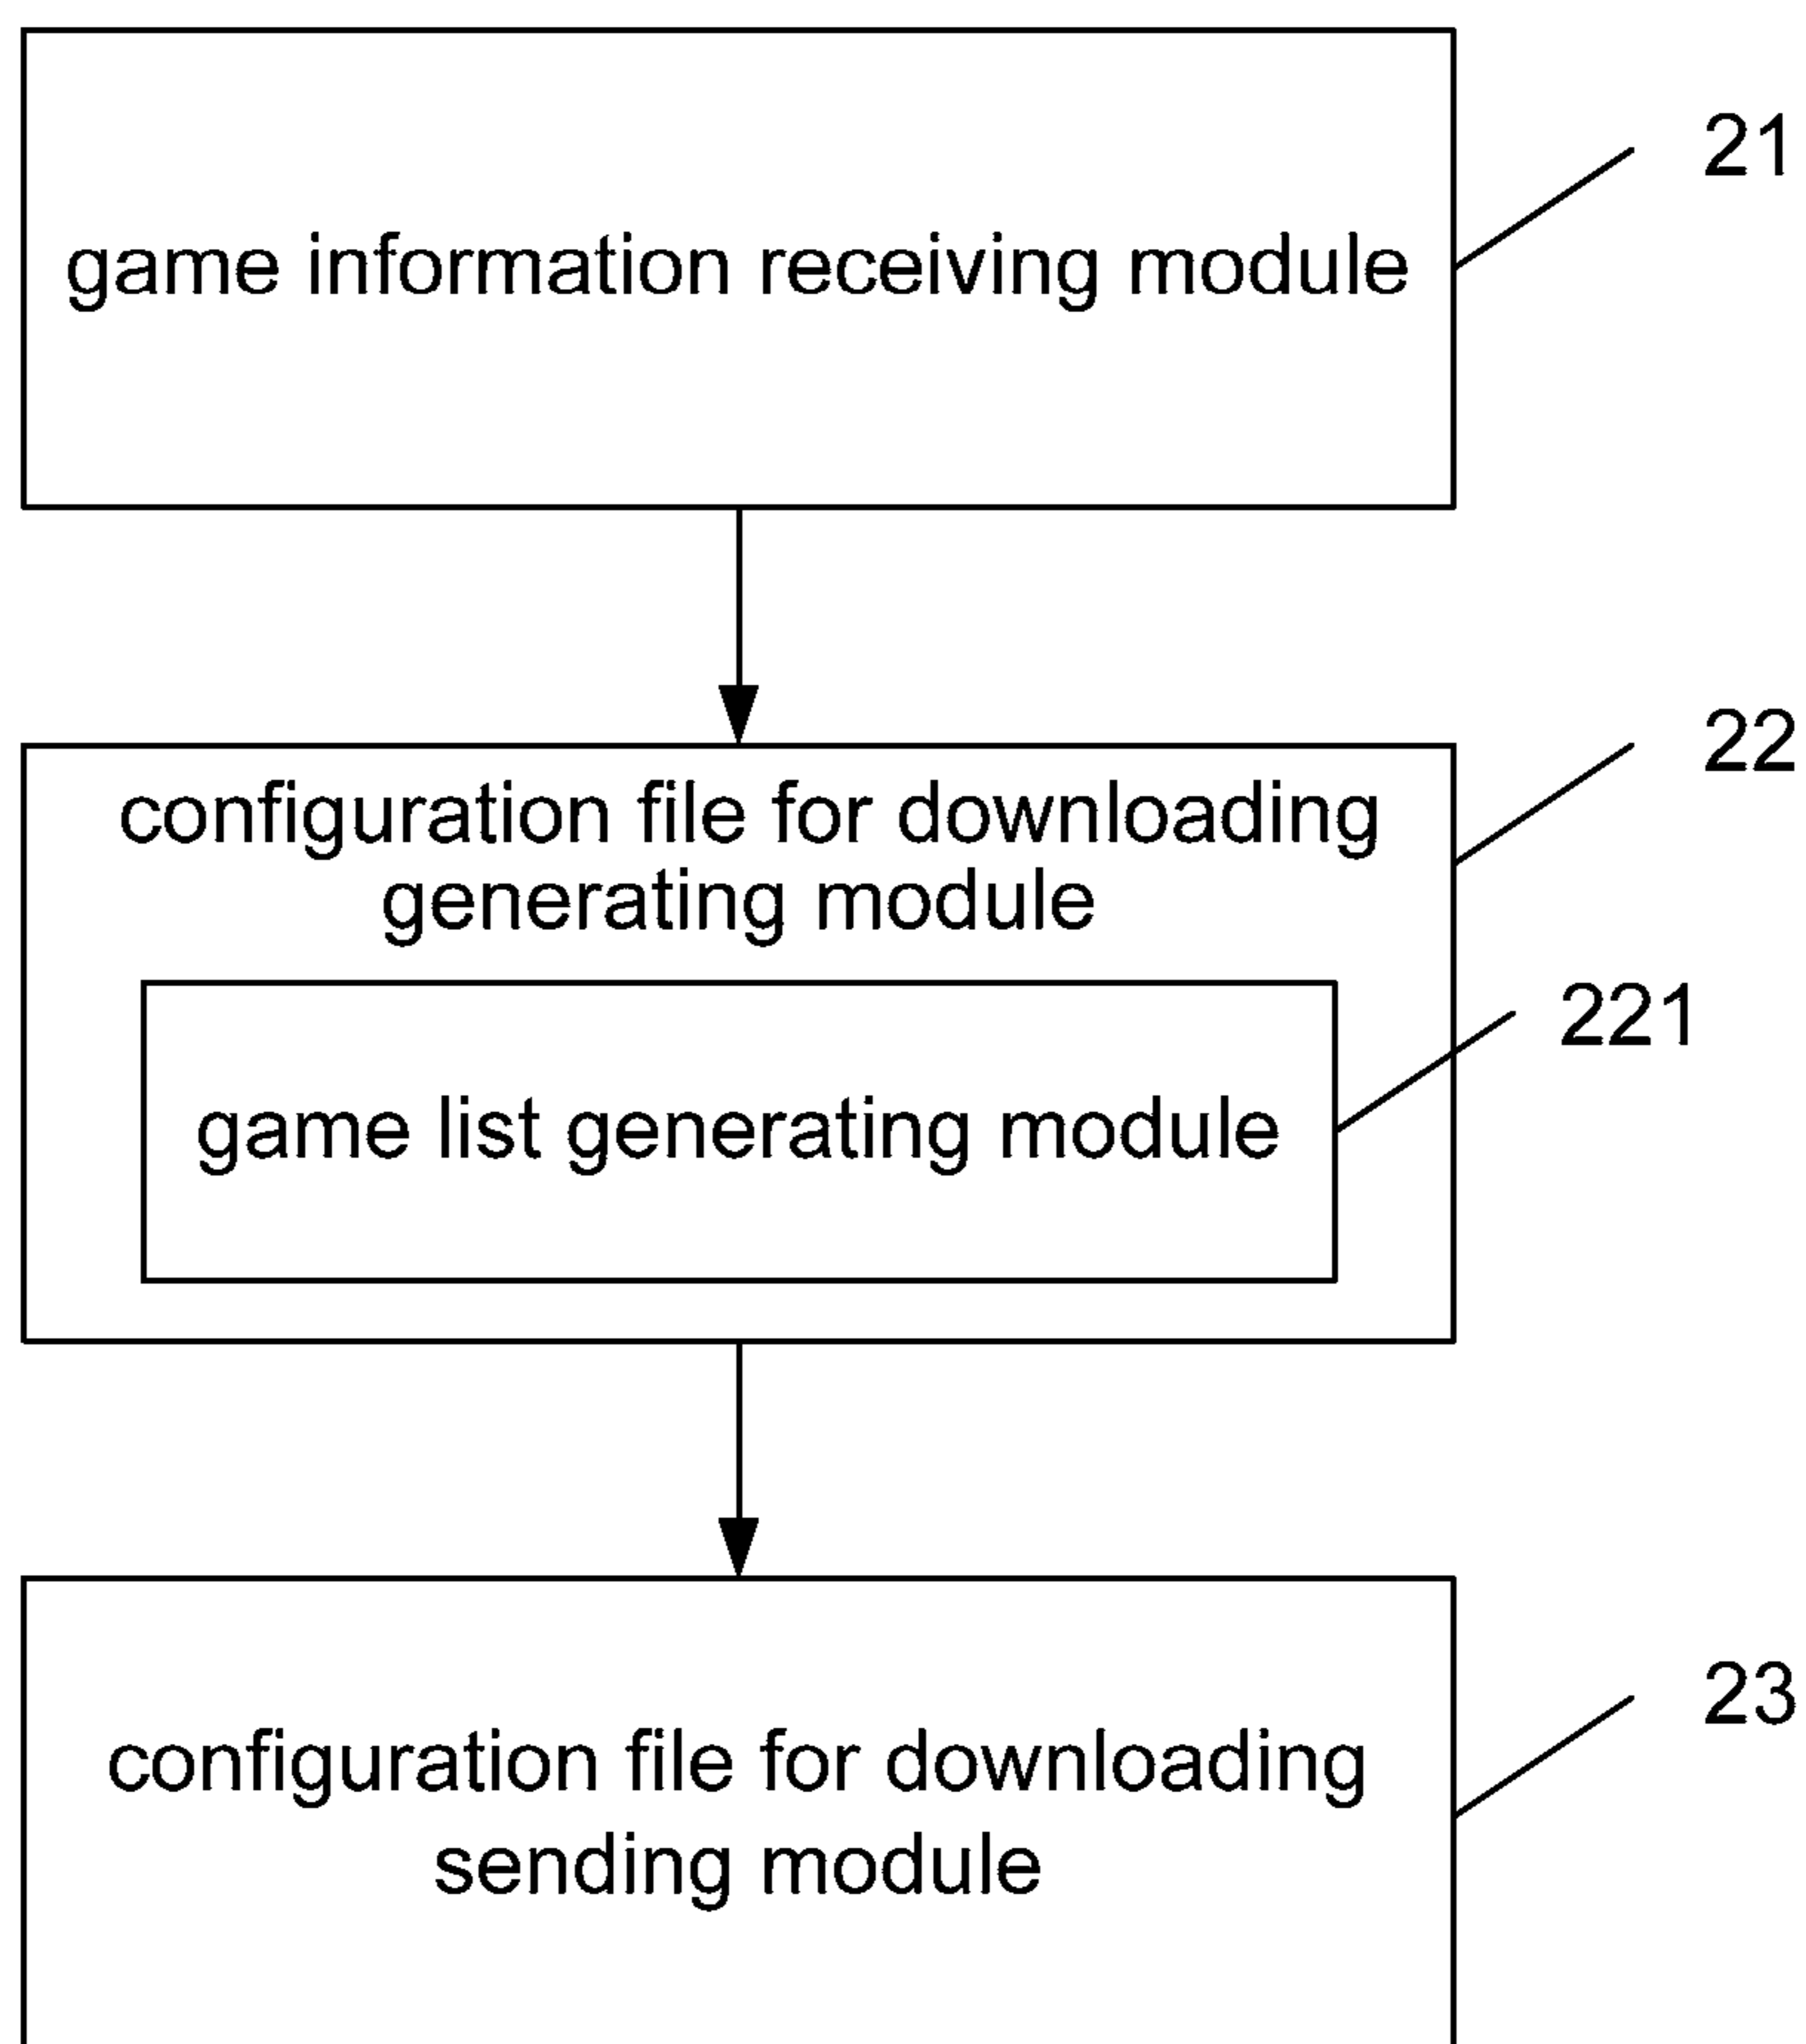 21
game information receiving module
22
configuration file for downloading
generating module
221
game list generating module
23
configuration file for downloading
sending module